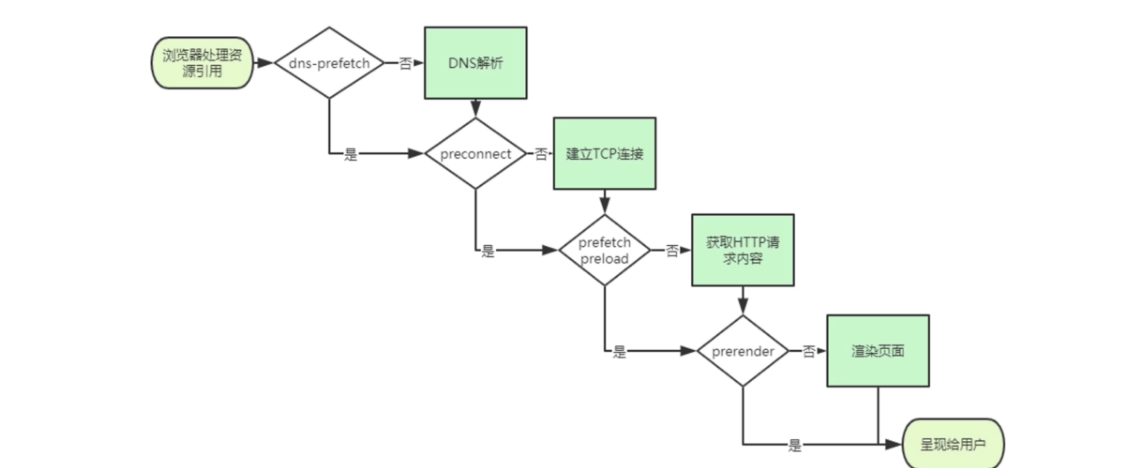 浏览器处理资
源引用
dns-prefetch
否
DNS解析
是
preconnect
否
建立TCP连接
是
prefetch
preload
否
获取HTTP请
求内容
是
prerender
否
渲染页面
是
呈现给用户